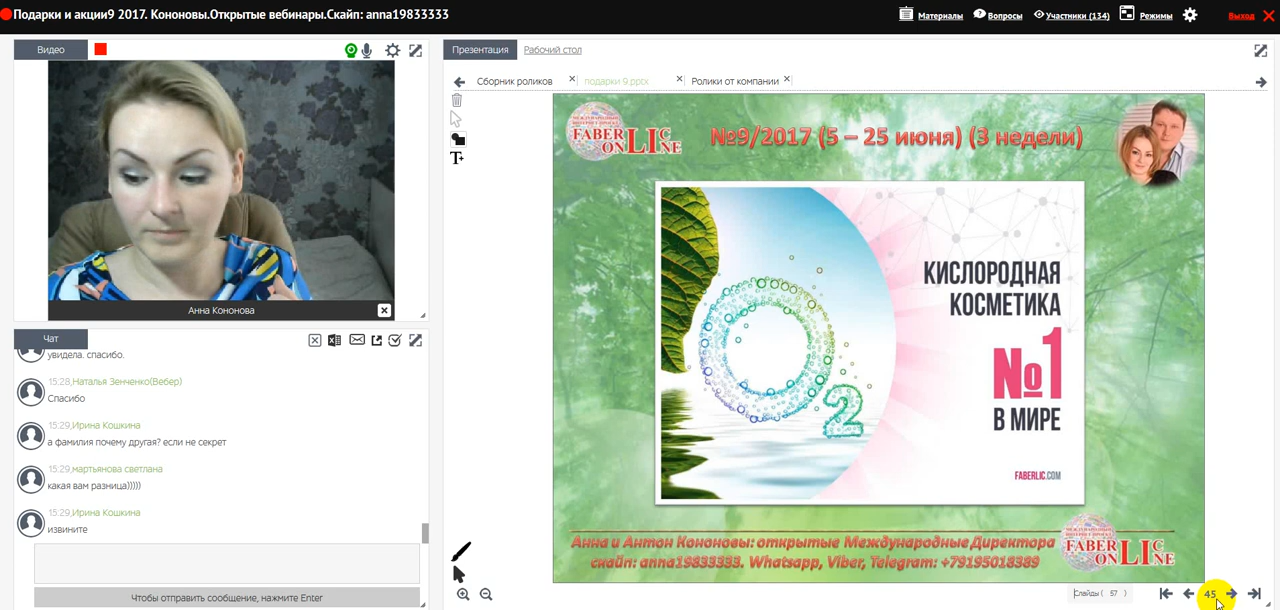 Подарки и акции9 2017. Кононовы.Открытые вебинары.Скайп: anna19833333
Материалы
Вопросы
Участники (134)
Режимы
Выход
Видео
Анна Кононова
Чат
увидела. спасибо.
15:28,Наталья Зенченко(Вебер)
Спасибо
15:29,Ирина Кошкина
а фамилия почему другая? если не секрет
15:29,мартьянова светлана
какая вам разница)))))
15:29,Ирина Кошкина
извините
Чтобы отправить сообщение, нажмите Enter
Презентация
Рабочий стол
Сборник роликов
подарки 9.ppsx
Ролики от компании
FABERLIC
ONLINE
№9/2017 (5 – 25 июня) (3 недели)
O2
КИСЛОРОДНАЯ
КОСМЕТИКА
№1
В МИРЕ
FABERLIC.COM
Анна и Антон Кононовы: открытые Международные Директора
скайп: anna19833333. Whatsapp, Viber, Telegram: +79195018389
FABERLIC
ONLINE
Слайды ( 57 )
45